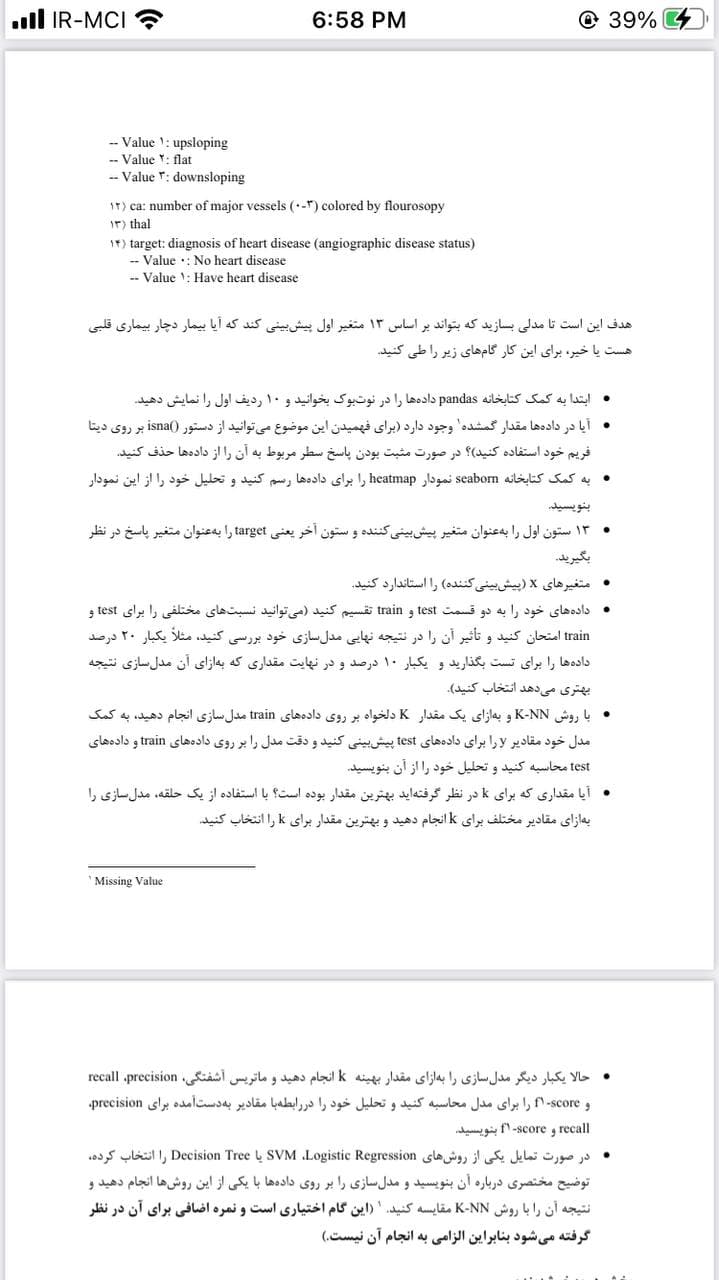 IR-MCI 6:58 PM 39%
-- Value ۱: upsloping
-- Value ۲: flat
-- Value ۳: downsloping
۱۲) ca: number of major vessels (۰-۳) colored by flourosopy
۱۳) thal
۱۴) target: diagnosis of heart disease (angiographic disease status)
-- Value ۰: No heart disease
-- Value ۱: Have heart disease
هدف این است تا مدلی بسازید که بتواند بر اساس ۱۳ متغیر اول پیش‌بینی کند که آیا بیمار دچار بیماری قلبی
هست یا خیر، برای این کار گام‌های زیر را طی کنید.
• ابتدا به کمک کتابخانه pandas داده‌ها را در نوت‌بوک بخوانید و ۱۰ ردیف اول را نمایش دهید.
• آیا در داده‌ها مقدار گمشده۱ وجود دارد (برای فهمیدن این موضوع می‌توانید از دستور isna() بر روی دیتا
فریم خود استفاده کنید)؟ در صورت مثبت بودن پاسخ سطر مربوط به آن را از داده‌ها حذف کنید.
• به کمک کتابخانه seaborn نمودار heatmap را برای داده‌ها رسم کنید و تحلیل خود را از این نمودار
بنویسید.
• ۱۳ ستون اول را به‌عنوان متغیر پیش‌بینی‌کننده و ستون آخر یعنی target را به‌عنوان متغیر پاسخ در نظر
بگیرید.
• متغیرهای x (پیش‌بینی‌کننده) را استاندارد کنید.
• داده‌های خود را به دو قسمت test و train تقسیم کنید (می‌توانید نسبت‌های مختلفی را برای test و
train امتحان کنید و تأثیر آن را در نتیجه نهایی مدل‌سازی خود بررسی کنید، مثلاً یکبار ۲۰ درصد
داده‌ها را برای تست بگذارید و یکبار ۱۰ درصد و در نهایت مقداری که به‌ازای آن مدل‌سازی نتیجه
بهتری می‌دهد انتخاب کنید).
• با روش K-NN و به‌ازای یک مقدار K دلخواه بر روی داده‌های train مدل‌سازی انجام دهید، به کمک
مدل خود مقادیر y را برای داده‌های test پیش‌بینی کنید و دقت مدل را بر روی داده‌های train و داده‌های
test محاسبه کنید و تحلیل خود را از آن بنویسید.
• آیا مقداری که برای k در نظر گرفته‌اید بهترین مقدار بوده است؟ با استفاده از یک حلقه، مدل‌سازی را
به‌ازای مقادیر مختلف برای k انجام دهید و بهترین مقدار برای k را انتخاب کنید.
۱ Missing Value
• حالا یکبار دیگر مدل‌سازی را به‌ازای مقدار بهینه k انجام دهید و ماتریس آشفتگی، recall ،precision
و f۱-score را برای مدل محاسبه کنید و تحلیل خود را دررابطه‌با مقادیر به‌دست‌آمده برای precision،
recall و f۱-score بنویسید.
• در صورت تمایل یکی از روش‌های SVM ،Logistic Regression یا Decision Tree را انتخاب کرده،
توضیح مختصری درباره آن بنویسید و مدل‌سازی را بر روی داده‌ها با یکی از این روش‌ها انجام دهید و
نتیجه آن را با روش K-NN مقایسه کنید. ۱ (این گام اختیاری است و نمره اضافی برای آن در نظر
گرفته می‌شود بنابراین الزامی به انجام آن نیست.)